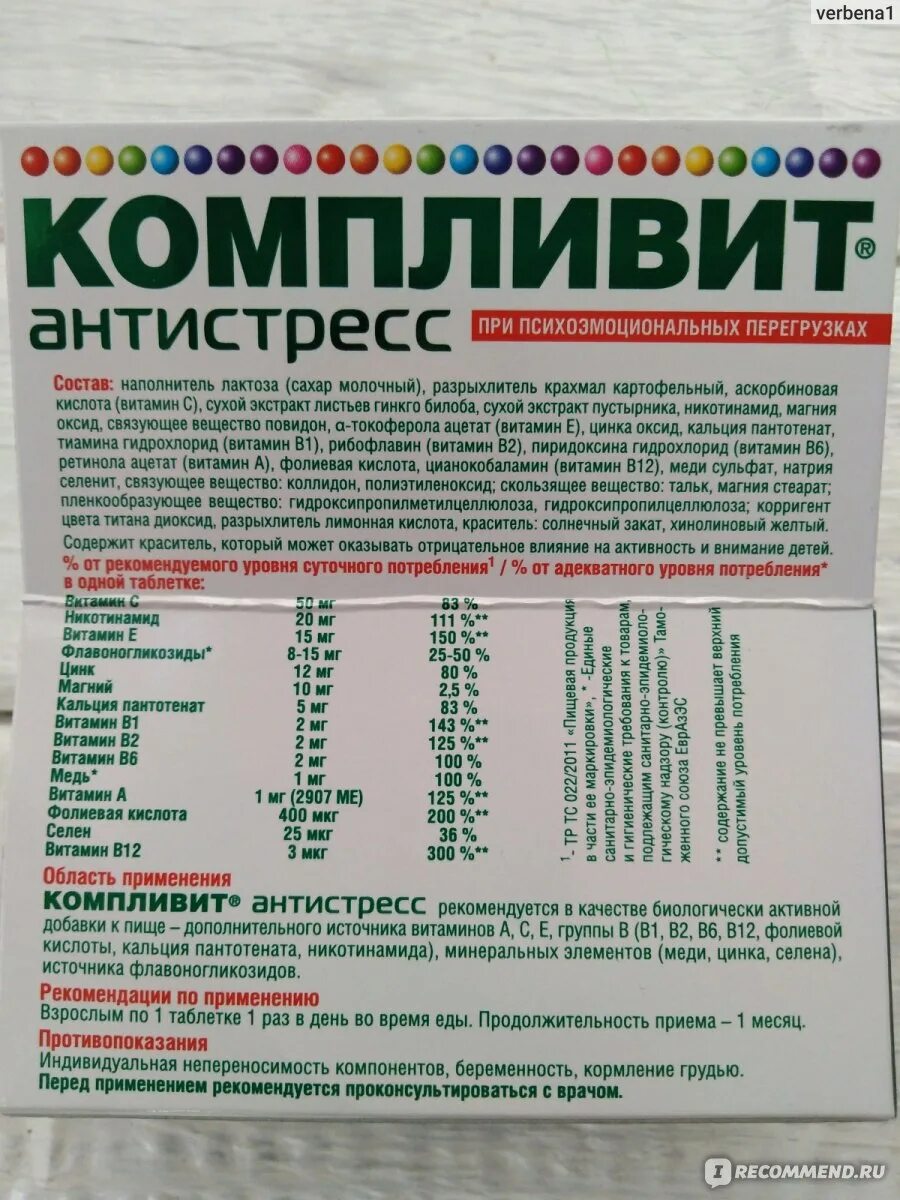 verbena1
КОМПЛИВИТ®
антистресс
ПРИ ПСИХОЭМОЦИОНАЛЬНЫХ ПЕРЕГРУЗКАХ
Состав: наполнитель лактоза (сахар молочный), разрыхлитель крахмал картофельный, аскорбиновая
кислота (витамин С), сухой экстракт листьев гинкго билоба, сухой экстракт пустырника, никотинамид, магния
оксид, связующее вещество повидон, α-токоферола ацетат (витамин Е), цинка оксид, кальция пантотенат,
тиамина гидрохлорид (витамин В1), рибофлавин (витамин В2), пиридоксина гидрохлорид (витамин В6),
ретинола ацетат (витамин А), фолиевая кислота, цианокобаламин (витамин В12), меди сульфат, натрия
селенит, связующее вещество: коллидон, полиэтиленоксид; скользящее вещество: тальк, магния стеарат;
пленкообразующее вещество: гидроксипропилметилцеллюлоза, гидроксипропилцеллюлоза; корригент
цвета титана диоксид, разрыхлитель лимонная кислота, краситель: солнечный закат, хинолиновый желтый.
Содержит краситель, который может оказывать отрицательное влияние на активность и внимание детей.
% от рекомендуемого уровня суточного потребления¹ / % от адекватного уровня потребления*
в одной таблетке:
Витамин С 50 мг 83 %
Никотинамид 20 мг 111 %**
Витамин Е 15 мг 150 %**
Флавоногликозиды* 8-15 мг 25-50 %
Цинк 12 мг 80 %
Магний 10 мг 2,5 %
Кальция пантотенат 5 мг 83 %
Витамин В1 2 мг 143 %**
Витамин В2 2 мг 125 %**
Витамин В6 2 мг 100 %
Медь* 1 мг 100 %
Витамин А 1 мг (2907 МЕ) 125 %**
Фолиевая кислота 400 мкг 200 %**
Селен 25 мкг 36 %
Витамин В12 3 мкг 300 %**
¹- ТР ТС 022/2011 «Пищевая продукция
в части ее маркировки», * -Единые
санитарно-эпидемиологические
и гигиенические требования к товарам,
подлежащим санитарно-эпидемиоло-
гическому надзору (контролю)» Тамо-
женного союза ЕврАзЭС
** содержание не превышает верхний
допустимый уровень потребления
Область применения
КОМПЛИВИТ® антистресс рекомендуется в качестве биологически активной
добавки к пище – дополнительного источника витаминов А, С, Е, группы В (В1, В2, В6, В12, фолиевой
кислоты, кальция пантотената, никотинамида), минеральных элементов (меди, цинка, селена),
источника флавоногликозидов.
Рекомендации по применению
Взрослым по 1 таблетке 1 раз в день во время еды. Продолжительность приема – 1 месяц.
Противопоказания
Индивидуальная непереносимость компонентов, беременность, кормление грудью.
Перед применением рекомендуется проконсультироваться с врачом.
I RECOMMEND.RU